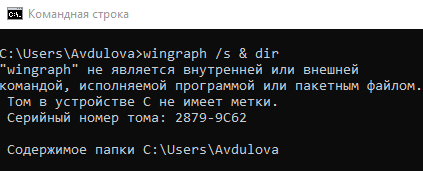 Командная строка
C:\Users\Avdulova>wingraph /s & dir
"wingraph" не является внутренней или внешней
командой, исполняемой программой или пакетным файлом.
Том в устройстве C не имеет метки.
Серийный номер тома: 2879-9C62
Содержимое папки C:\Users\Avdulova